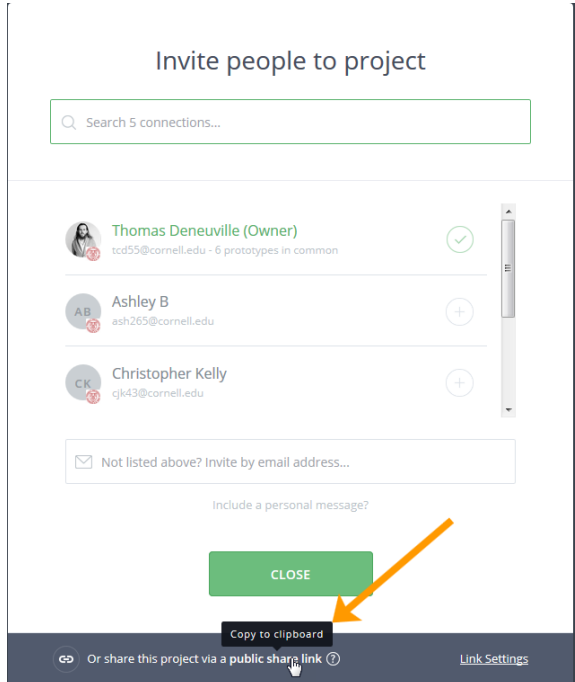 Invite people to project
Search 5 connections...
Thomas Deneuville (Owner)
tcd55@cornell.edu - 6 prototypes in common
AB
Ashley B
ash265@cornell.edu
CK
Christopher Kelly
cjk43@cornell.edu
Not listed above? Invite by email address...
Include a personal message?
CLOSE
Copy to clipboard
Or share this project via a public share link ?
Link Settings